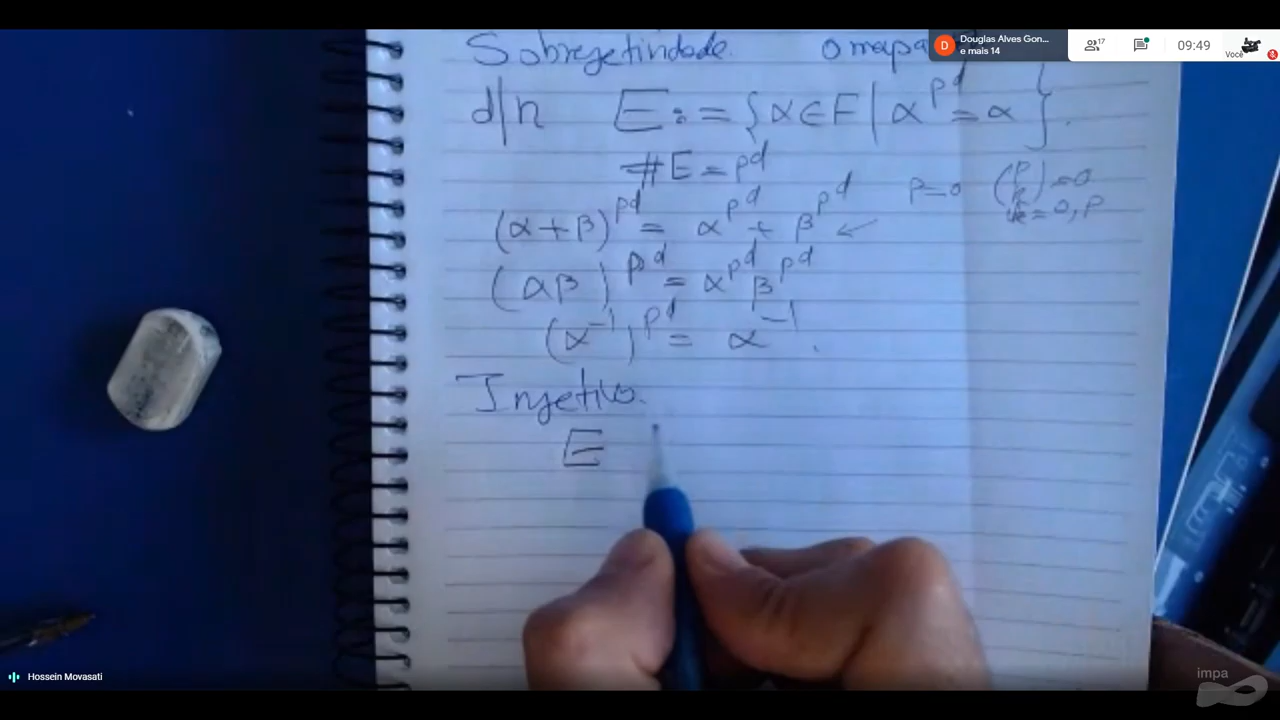 Sobrejetividade. o mapa
Douglas Alves Gon...
e mais 14
17
09:49
Você
d|n E := {α ∈ F | α^{p^d} = α}.
#E = p^d
p=0 (p k) = 0
k=0,p
(α+β)^{p^d} = α^{p^d} + β^{p^d} ↙
(αβ)^{p^d} = α^{p^d} β^{p^d}
(α^{-1})^{p^d} = α^{-1}.
Injetivo.
E
Hossein Movasati
impa